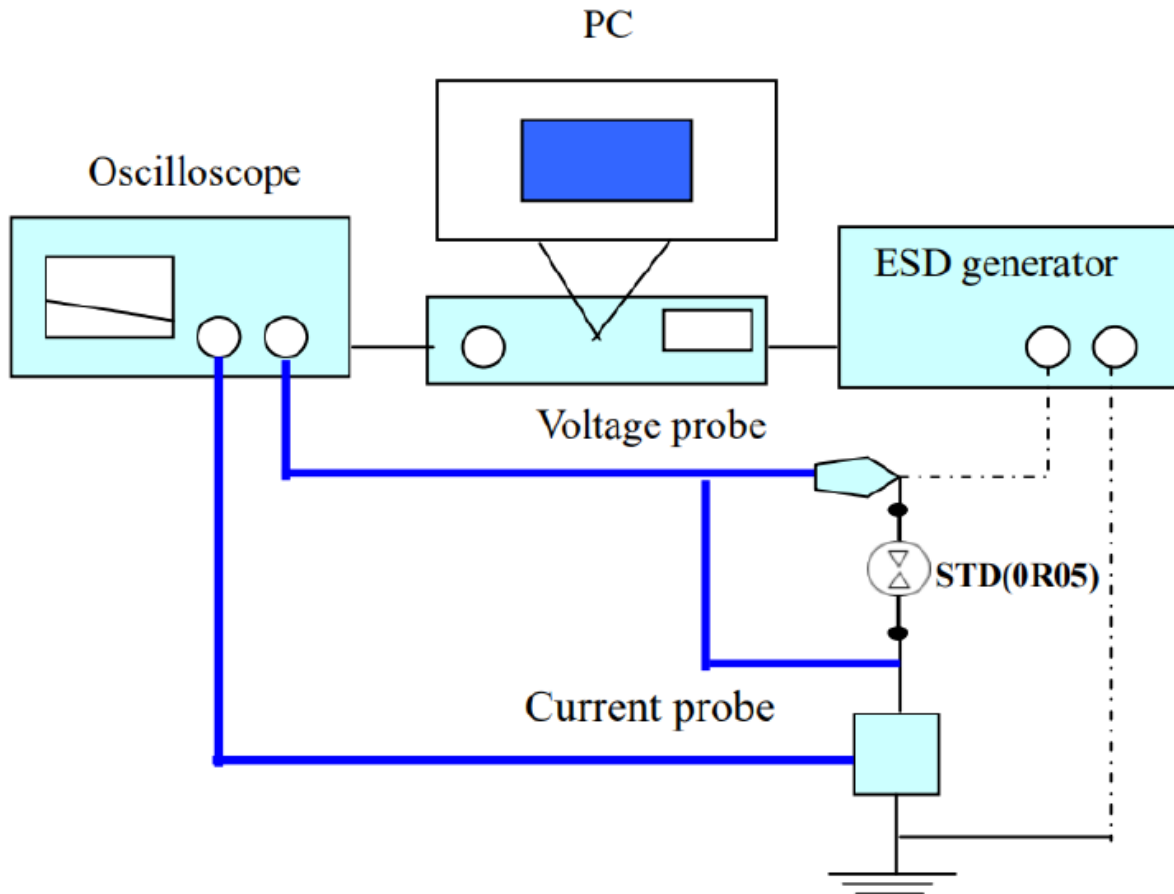 PC
Oscilloscope
ESD generator
Voltage probe
STD(0R05)
Current probe